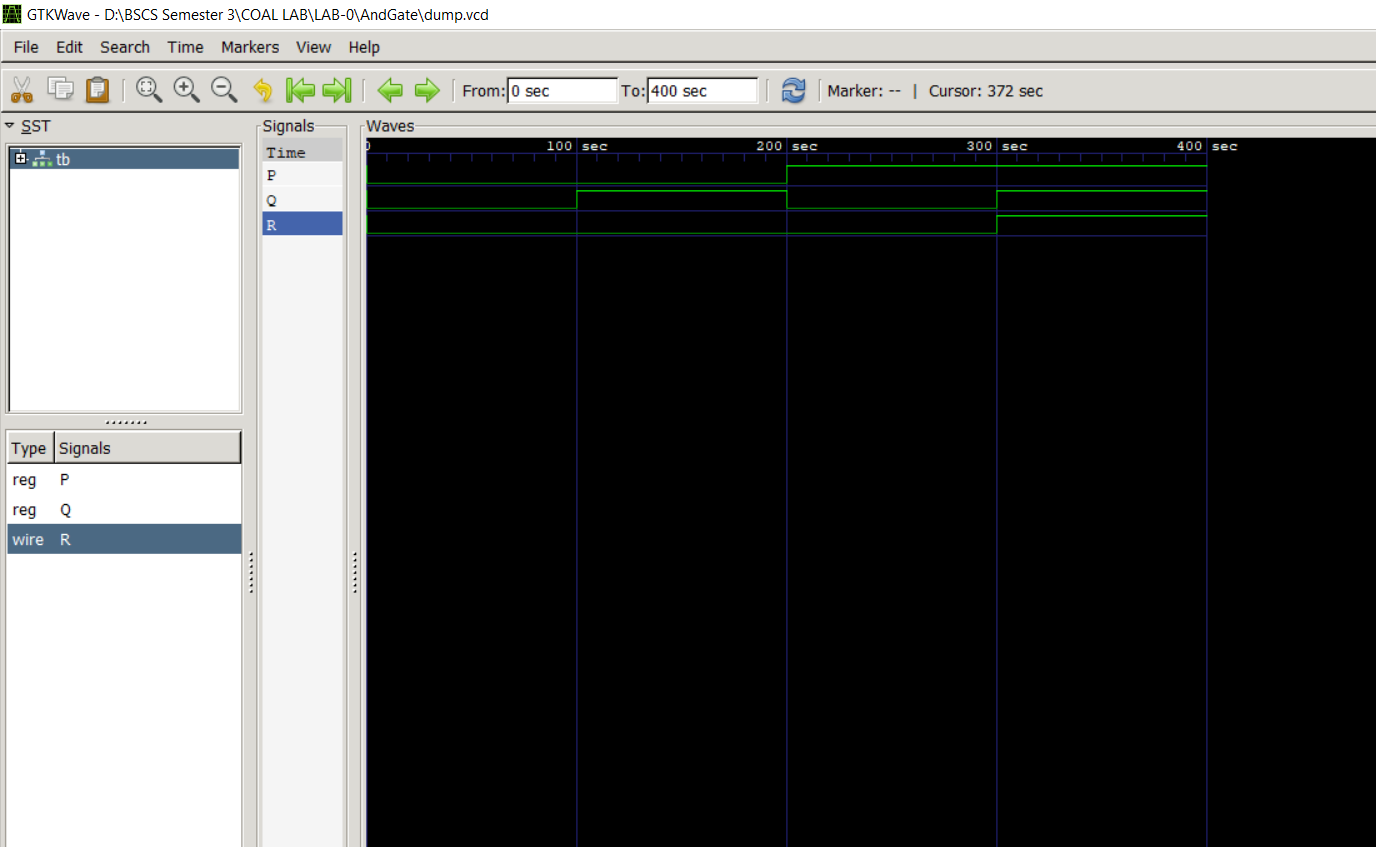 GTKWave - D:\BSCS Semester 3\COAL LAB\LAB-0\AndGate\dump.vcd
File Edit Search Time Markers View Help
From: 0 sec To: 400 sec Marker: -- | Cursor: 372 sec
SST
tb
Type Signals
reg P
reg Q
wire R
Signals
Time
P
Q
R
Waves
0 100 sec 200 sec 300 sec 400 sec